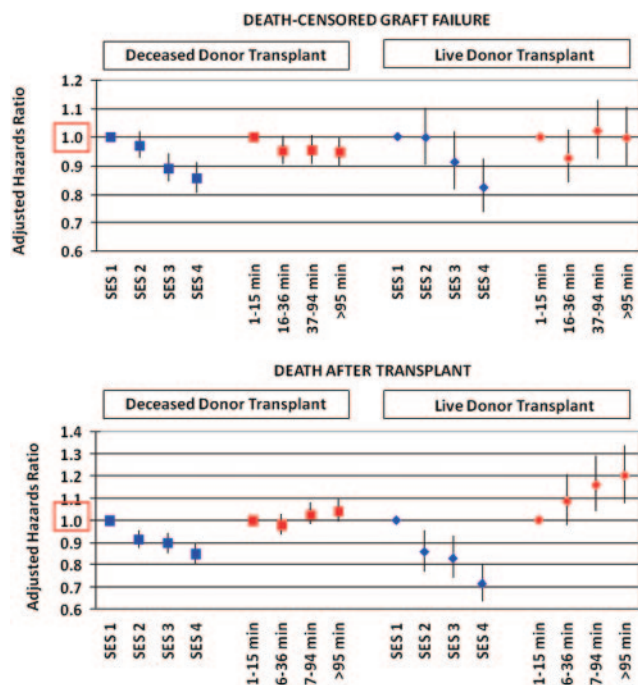 DEATH-CENSORED GRAFT FAILURE
Deceased Donor Transplant Live Donor Transplant
Adjusted Hazards Ratio
1.2
1.1
1.0
0.9
0.8
0.7
0.6
SES 1 SES 2 SES 3 SES 4 1-15 min 16-36 min 37-94 min >95 min SES 1 SES 2 SES 3 SES 4 1-15 min 16-36 min 37-94 min >95 min
DEATH AFTER TRANSPLANT
Deceased Donor Transplant Live Donor Transplant
Adjusted Hazards Ratio
1.4
1.3
1.2
1.1
1.0
0.9
0.8
0.7
0.6
SES 1 SES 2 SES 3 SES 4 1-15 min 6-36 min 7-94 min >95 min SES 1 SES 2 SES 3 SES 4 1-15 min 6-36 min 7-94 min >95 min